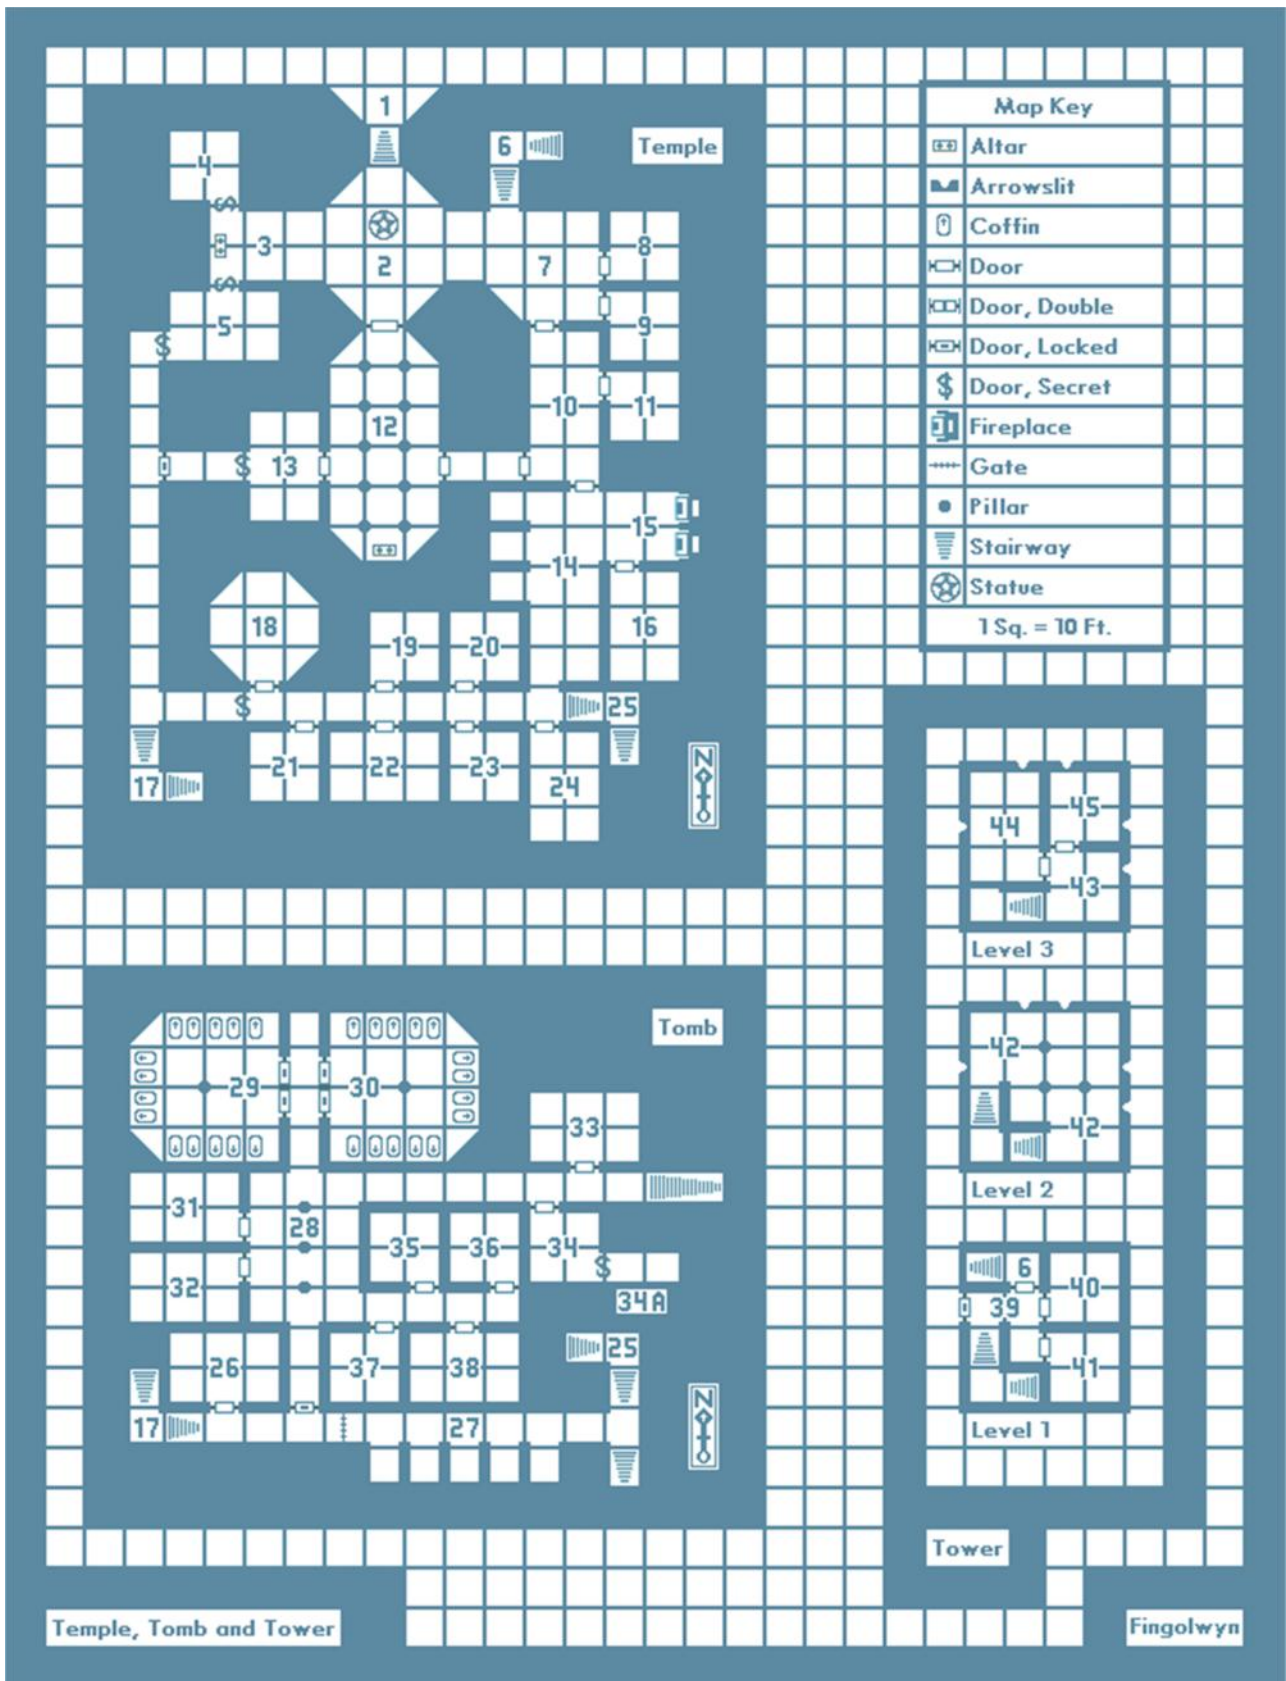 1
6
Temple
4
3
2
7
8
5
9
10
11
12
13
15
14
18
19
20
16
25
21
22
23
17
24
N
Map Key
Altar
Arrowslit
Coffin
Door
Door, Double
Door, Locked
$ Door, Secret
Fireplace
Gate
Pillar
Stairway
Statue
1 Sq. = 10 Ft.
Tomb
29
30
33
31
28
35
36
34
32
34A
25
26
37
38
17
27
N
45
44
43
Level 3
42
42
Level 2
6
40
39
41
Level 1
Tower
Temple, Tomb and Tower
Fingolwyn